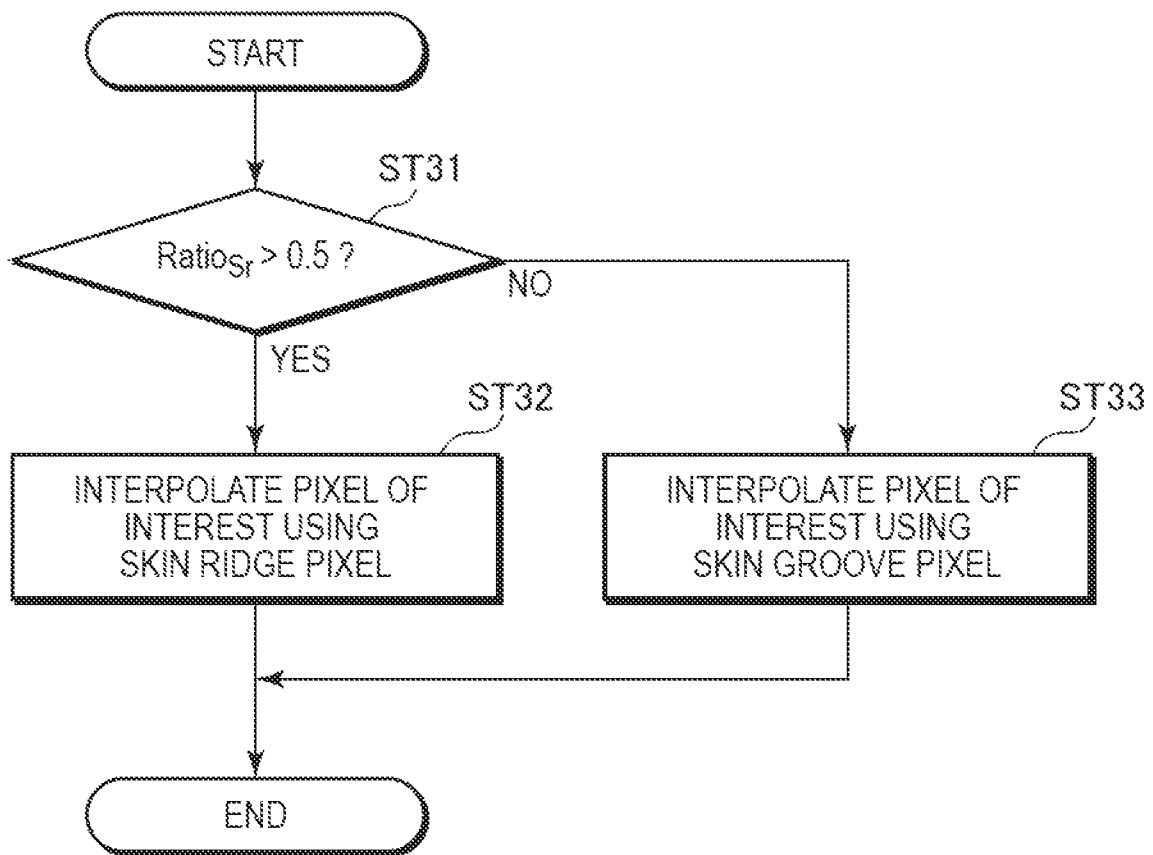 START
ST31
Ratio_Sr > 0.5 ?
NO
YES
ST32
ST33
INTERPOLATE PIXEL OF
INTEREST USING
SKIN RIDGE PIXEL
INTERPOLATE PIXEL OF
INTEREST USING
SKIN GROOVE PIXEL
END